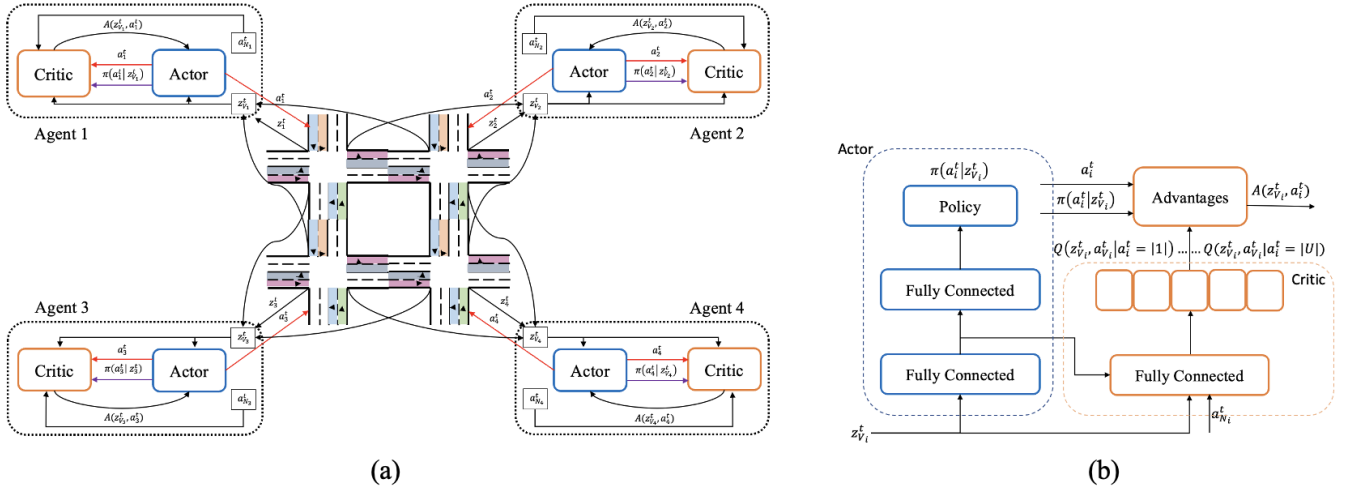 A(z^t_{V_1}, a^t_1)
a^t_{N_1}
Critic
a^t_1
π(a^t_1|z^t_{V_1})
Actor
z^t_{V_1}
a^t_1
z^t_1
Agent 1
A(z^t_{V_2}, a^t_2)
a^t_{N_2}
Actor
a^t_2
π(a^t_2|z^t_{V_2})
Critic
z^t_{V_2}
a^t_2
z^t_2
Agent 2
Agent 3
z^t_3
a^t_3
z^t_{V_3}
Critic
a^t_3
Actor
A(z^t_{V_3}, a^t_3)
Agent 4
z^t_4
a^t_4
z^t_{V_4}
Actor
a^t_4
π(a^t_4|z^t_{V_4})
Critic
a^t_{N_4}
A(z^t_{V_4}, a^t_4)
(a)
Actor
π(a^t_i|z^t_{V_i})
Policy
Fully Connected
Fully Connected
z^t_{V_i}
a^t_i
π(a^t_i|z^t_{V_i})
Advantages
A(z^t_{V_i}, a^t_i)
Q(z^t_{V_i}, a^t_{V_i}|a^t_i = |1|) ...... Q(z^t_{V_i}, a^t_{V_i}|a^t_i = |U|)
Critic
Fully Connected
a^t_{N_i}
(b)